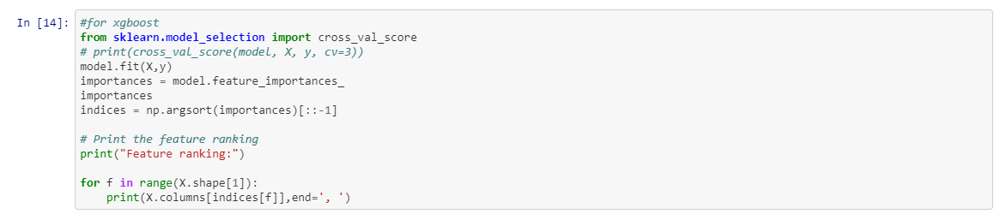 In [14]: #for xgboost
from sklearn.model_selection import cross_val_score
# print(cross_val_score(model, X, y, cv=3))
model.fit(X,y)
importances = model.feature_importances_
importances
indices = np.argsort(importances)[::-1]
# Print the feature ranking
print("Feature ranking:")
for f in range(X.shape[1]):
    print(X.columns[indices[f]],end=', ')